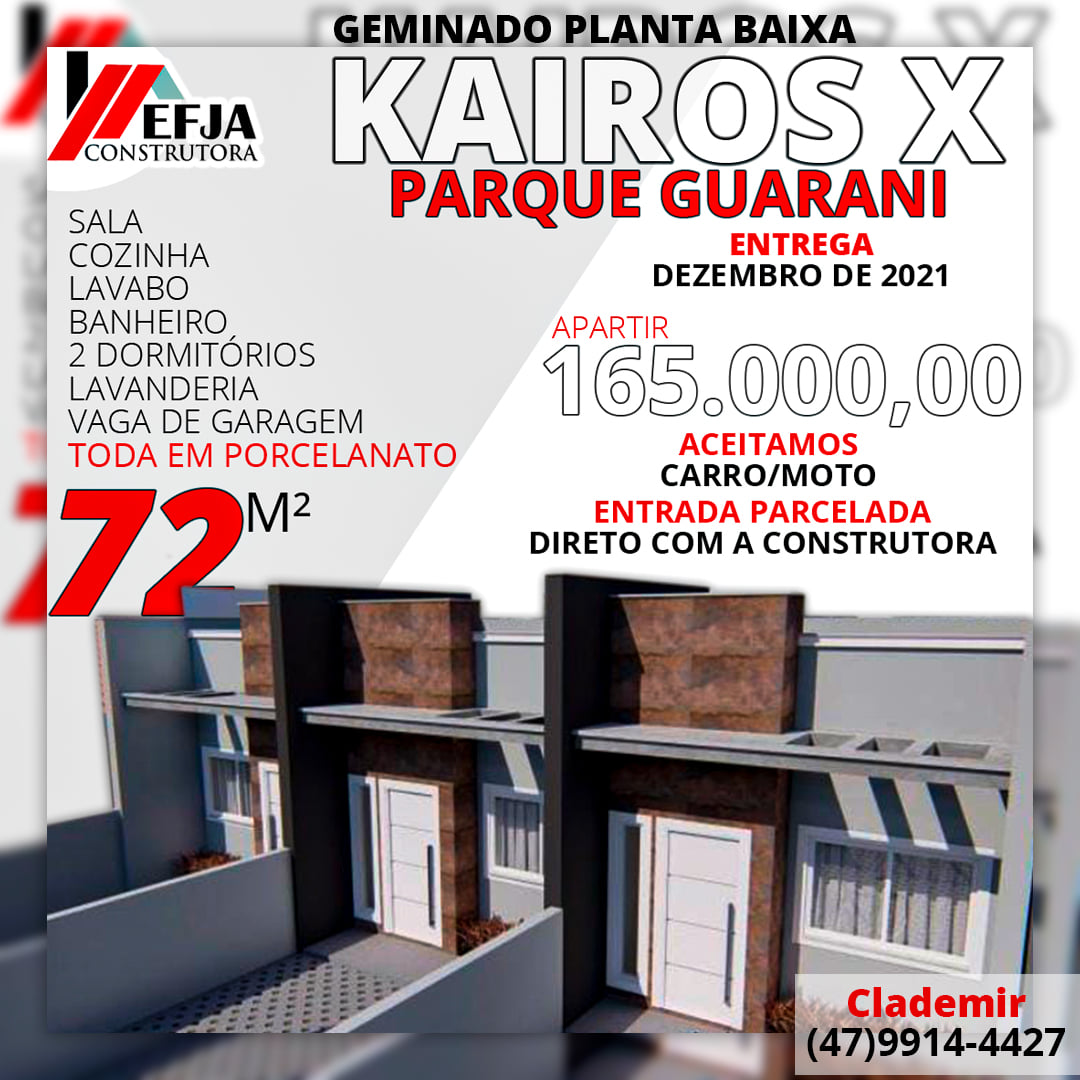 GEMINADO PLANTA BAIXA
KAIROS X
PARQUE GUARANI
EFJA
CONSTRUTORA
SALA
COZINHA
LAVABO
BANHEIRO
2 DORMITÓRIOS
LAVANDERIA
VAGA DE GARAGEM
TODA EM PORCELANATO
72M²
ENTREGA
DEZEMBRO DE 2021
APARTIR
165.000,00
ACEITAMOS
CARRO/MOTO
ENTRADA PARCELADA
DIRETO COM A CONSTRUTORA
Clademir
(47)9914-4427